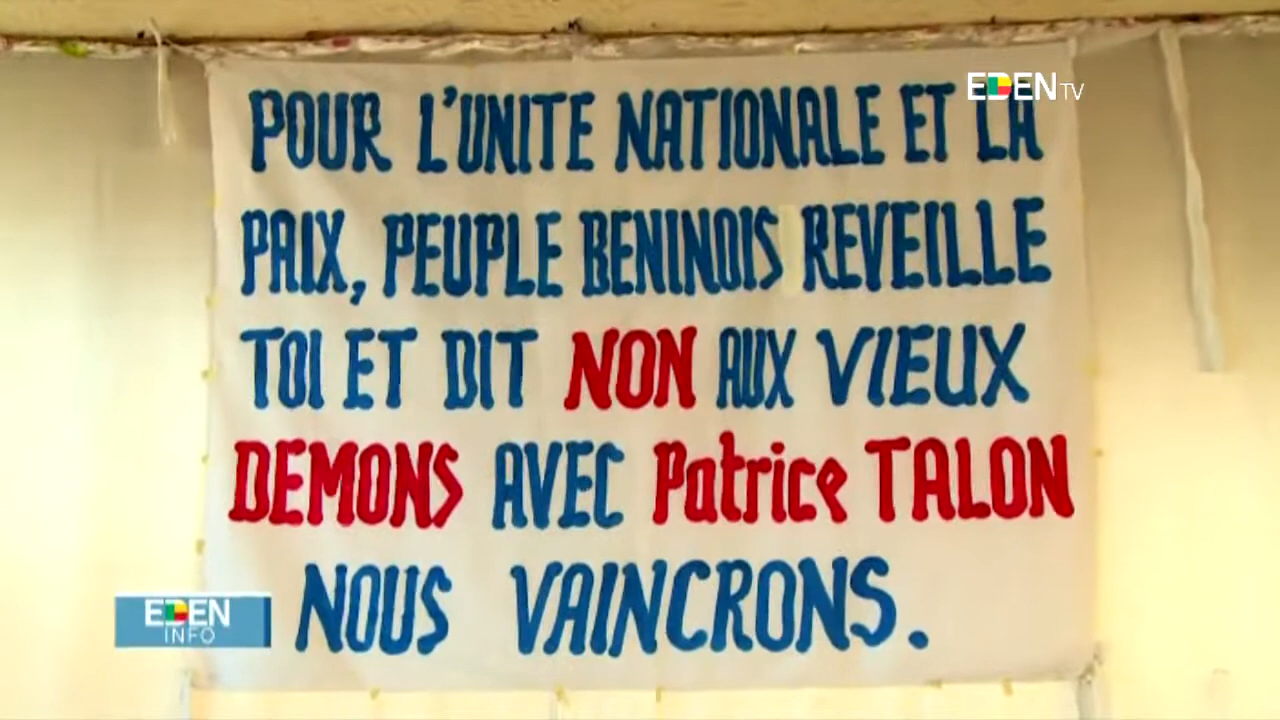 EDEN TV
POUR L'UNITE NATIONALE ET LA
PAIX, PEUPLE BENINOIS REVEILLE
TOI ET DIT NON AUX VIEUX
DEMONS AVEC Patrice TALON
NOUS VAINCRONS.
EDEN
INFO